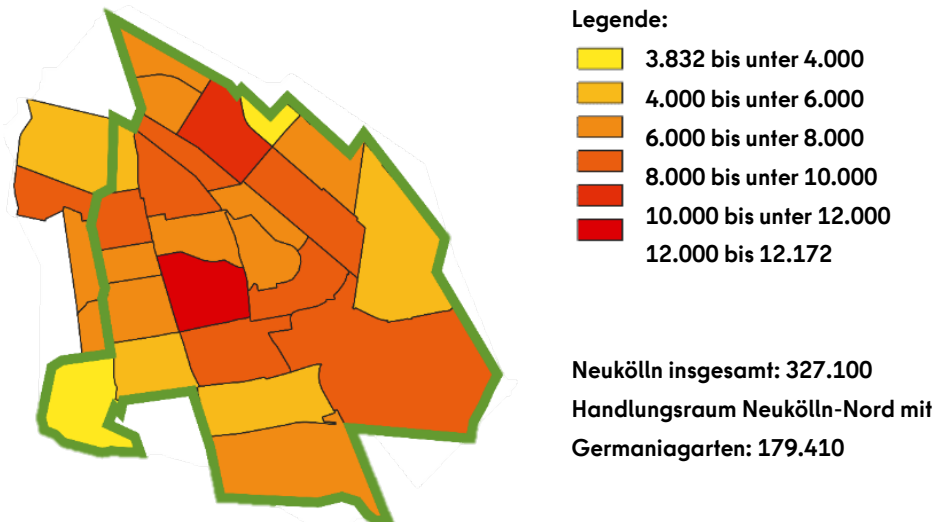 Legende:
3.832 bis unter 4.000
4.000 bis unter 6.000
6.000 bis unter 8.000
8.000 bis unter 10.000
10.000 bis unter 12.000
12.000 bis 12.172
Neukölln insgesamt: 327.100
Handlungsraum Neukölln-Nord mit
Germaniagarten: 179.410